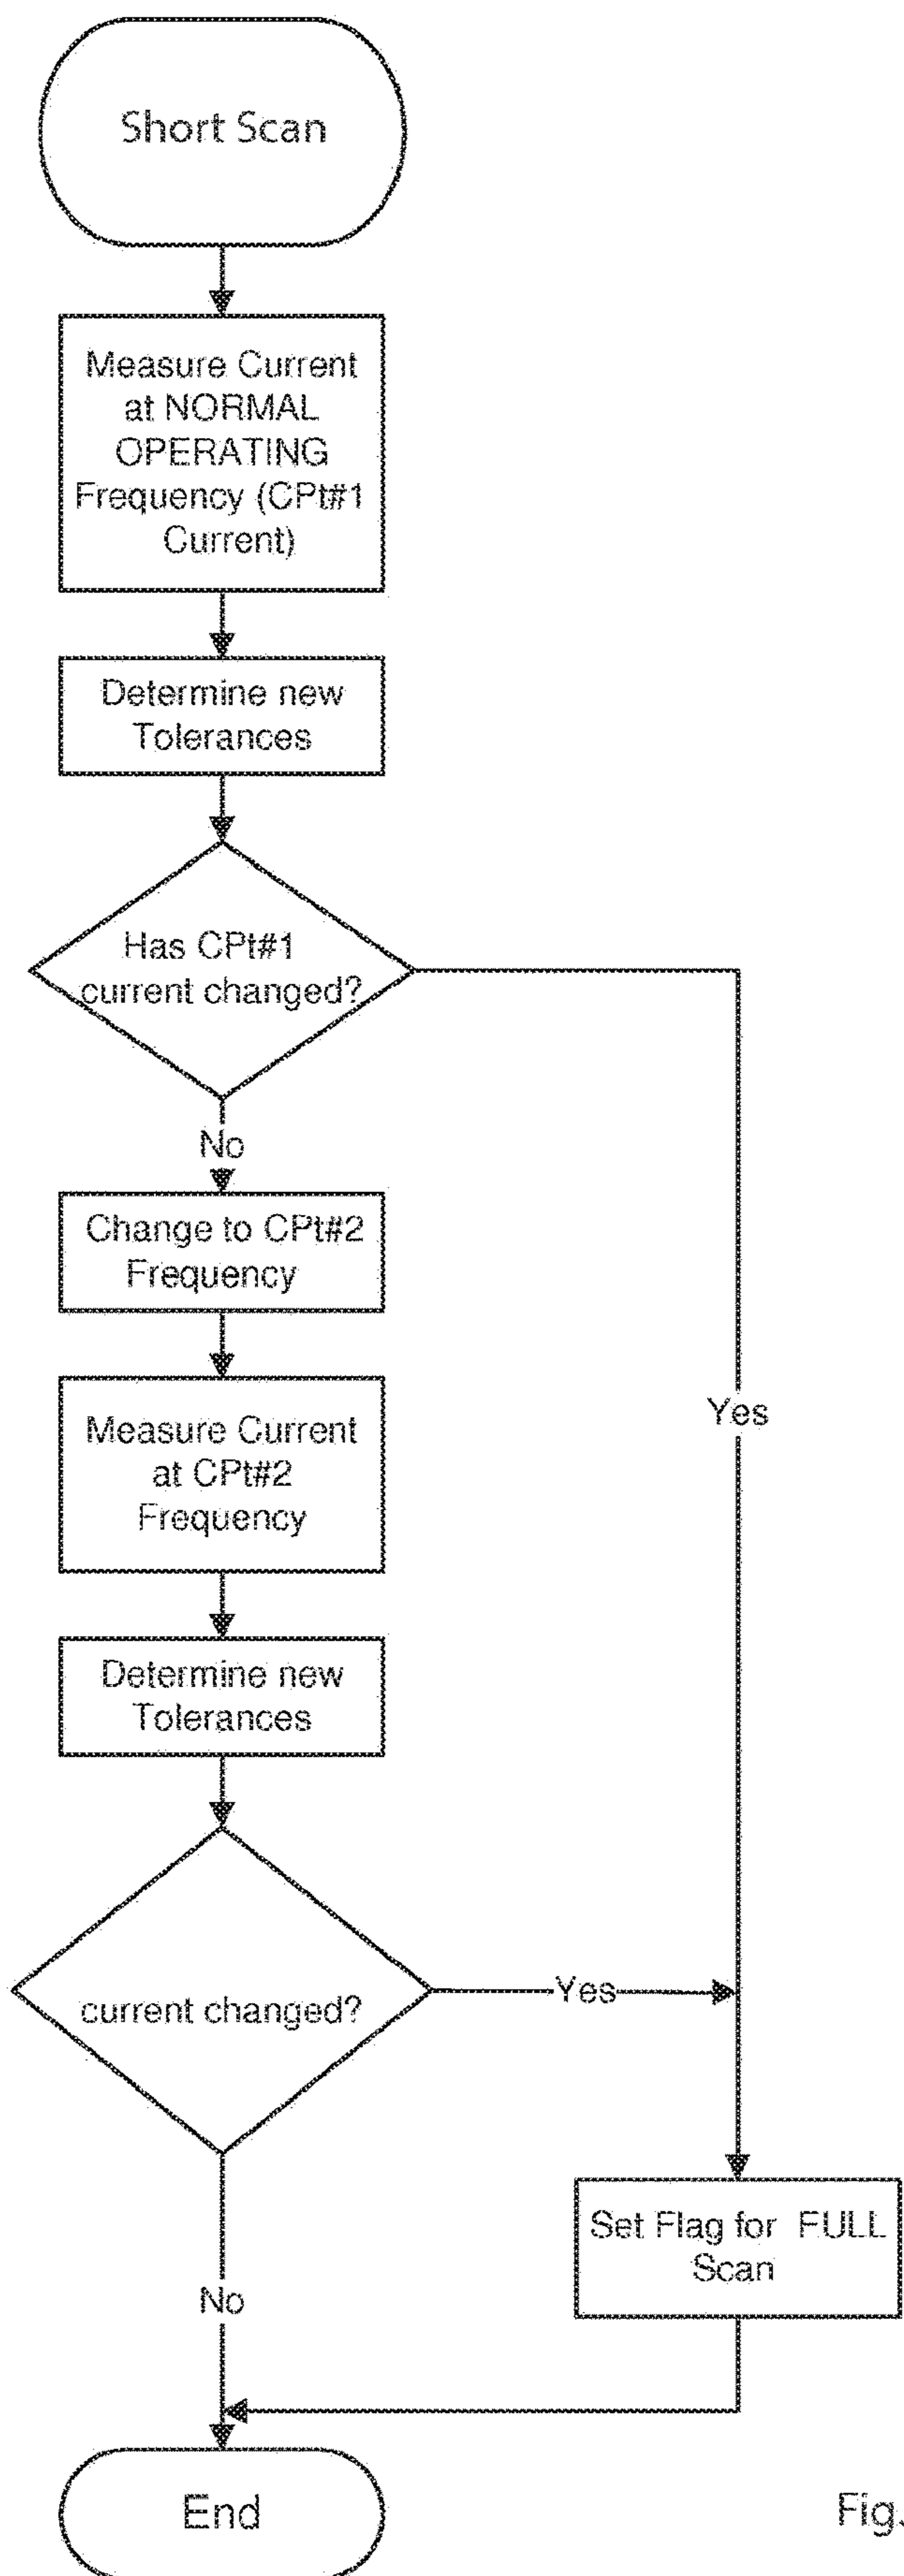 Short Scan
Measure Current
at NORMAL
OPERATING
Frequency (CPt#1
Current)
Determine new
Tolerances
Has CPt#1
current changed?
No
Change to CPt#2
Frequency
Yes
Measure Current
at CPt#2
Frequency
Determine new
Tolerances
current changed?
Yes
Set Flag for FULL
Scan
No
End
Fig.